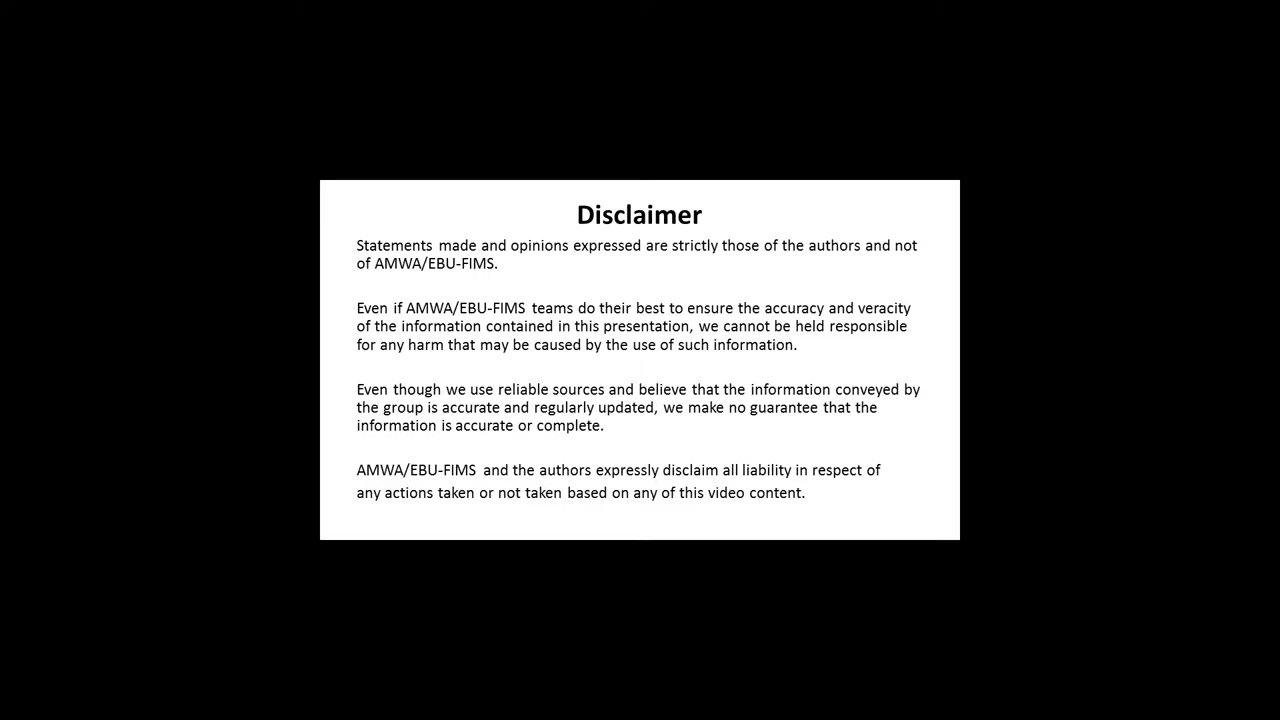 Disclaimer
Statements made and opinions expressed are strictly those of the authors and not
of AMWA/EBU-FIMS.
Even if AMWA/EBU-FIMS teams do their best to ensure the accuracy and veracity
of the information contained in this presentation, we cannot be held responsible
for any harm that may be caused by the use of such information.
Even though we use reliable sources and believe that the information conveyed by
the group is accurate and regularly updated, we make no guarantee that the
information is accurate or complete.
AMWA/EBU-FIMS and the authors expressly disclaim all liability in respect of
any actions taken or not taken based on any of this video content.